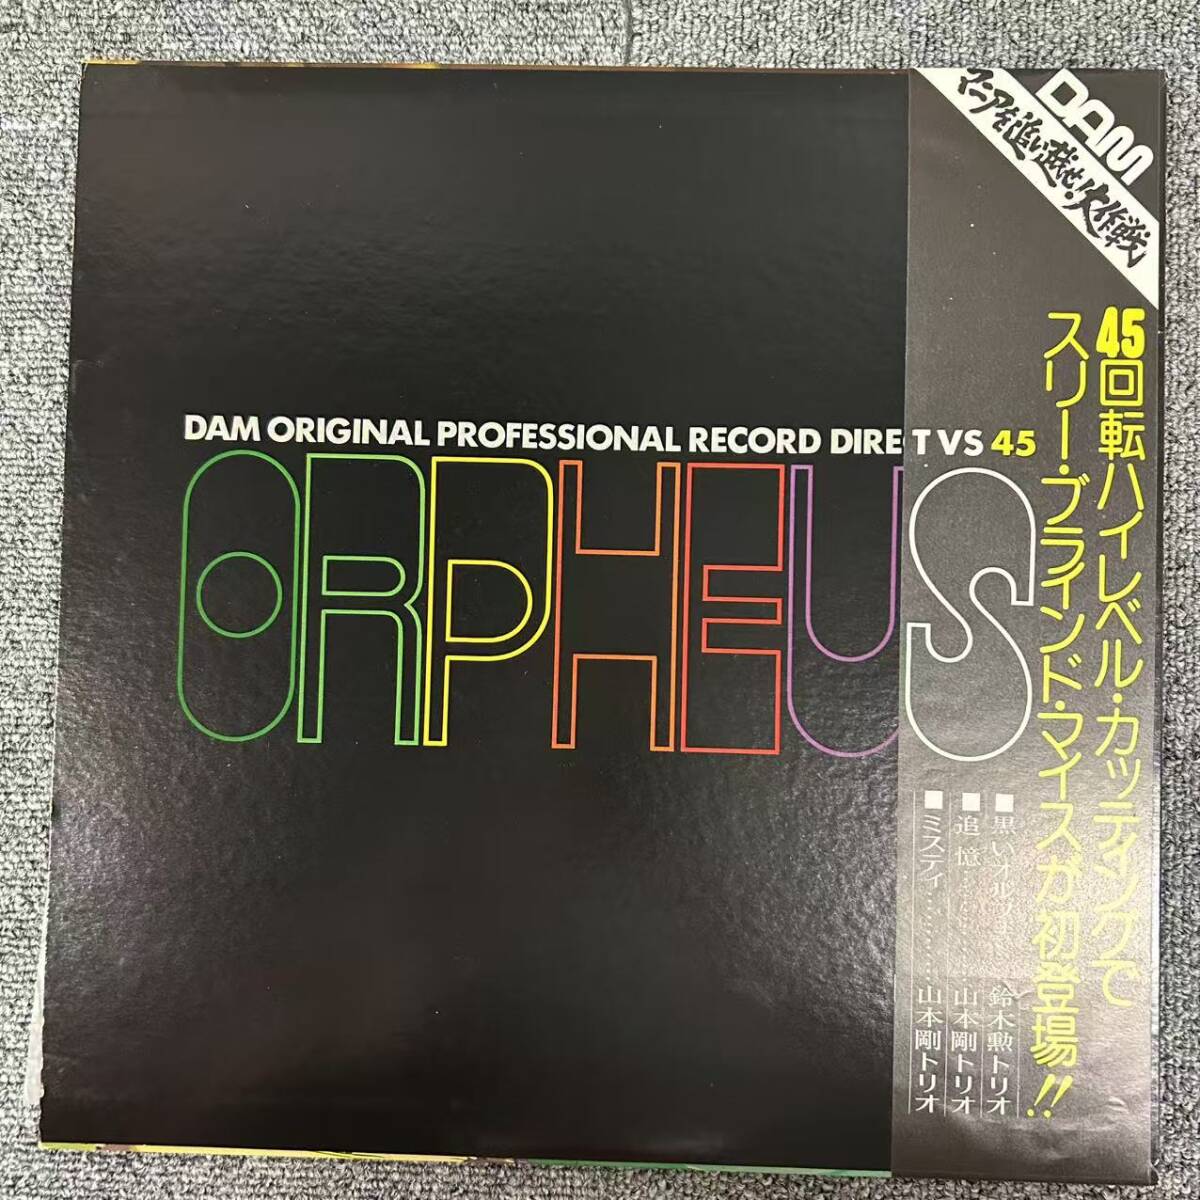 DAM
マニアを追い越せ!大作戦
45回転ハイレベル・カッティングで
スリー・ブラインド・マイスが初登場!!
DAM ORIGINAL PROFESSIONAL RECORD DIRECT VS 45
ORPHEUS
■黒いオルフェ 鈴木勲トリオ
■追憶………山本剛トリオ
■ミスティ………山本剛トリオ